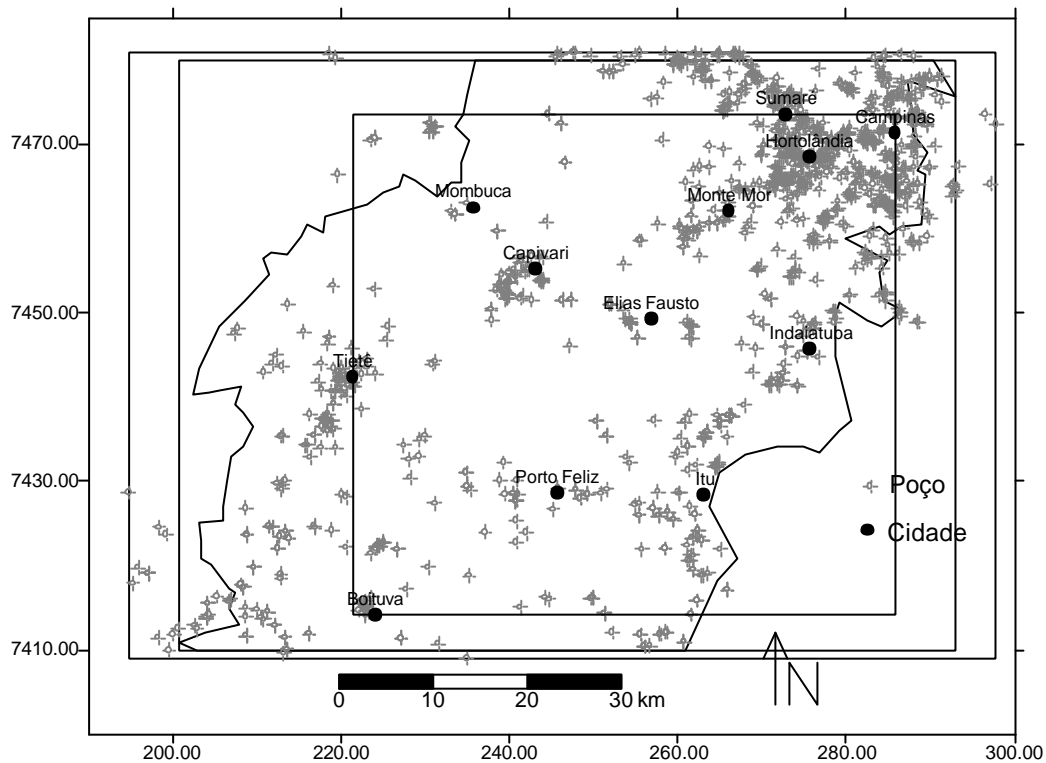 Sumaré
7470.00
Campinas
Hortolândia
Mombuca
Monte Mor
Capivari
7450.00
Elias Fausto
Indaiatuba
Tietê
7430.00
Porto Feliz
Itu
Poço
Cidade
Boituva
7410.00
N
0 10 20 30 km
200.00 220.00 240.00 260.00 280.00 300.00